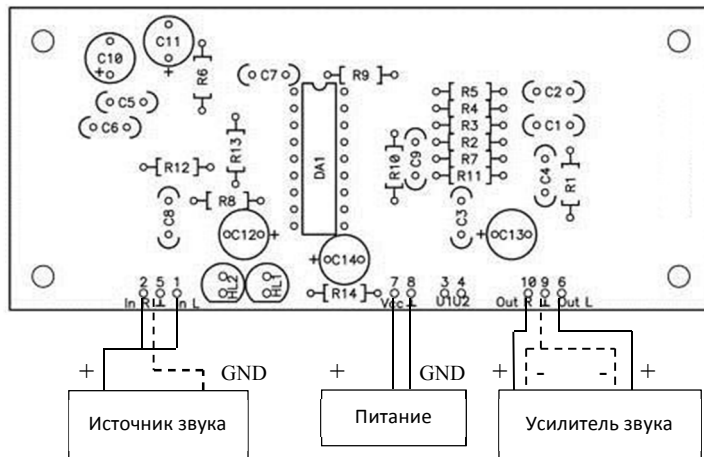 C11
C10
C5
C6
R6
C7
R9
R13
DA1
R5
R4
R3
R2
R7
R11
C2
C1
R10
C9
C4
R1
R12
C8
R8
C12
C14
C3
C13
HL2
HL1
R14
2 5 1
In R ⊥ In L
7 8
Vcc ⊥
3 4
U1U2
10 9 6
Out R ⊥ Out L
+ GND
+ GND
+ - - +
Источник звука
Питание
Усилитель звука